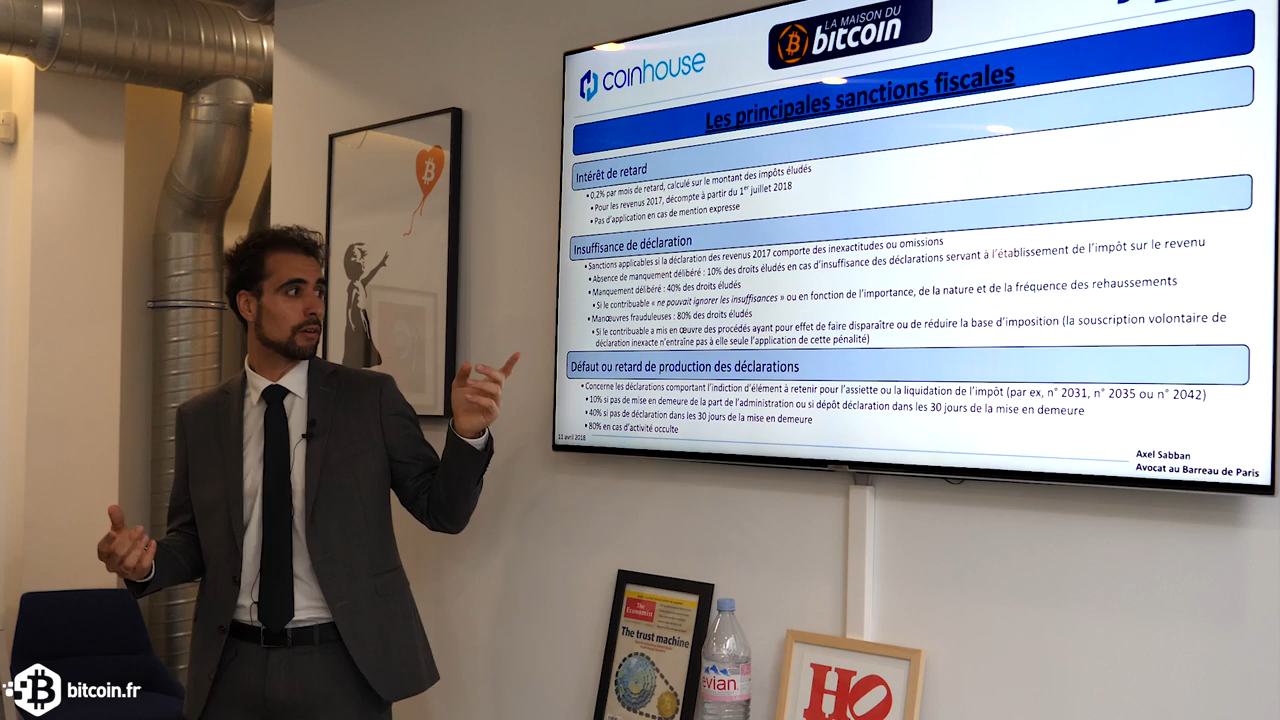 coinhouse
LA MAISON DU
bitcoin
Les principales sanctions fiscales
Intérêt de retard
• 0,2% par mois de retard, calculé sur le montant des impôts éludés
• Pour les revenus 2017, décompte à partir du 1er juillet 2018
• Pas d'application en cas de mention expresse
Insuffisance de déclaration
• Sanctions applicables si la déclaration des revenus 2017 comporte des inexactitudes ou omissions
• Absence de manquement délibéré : 10% des droits éludés en cas d'insuffisance des déclarations servant à l'établissement de l'impôt sur le revenu
• Manquement délibéré : 40% des droits éludés
• Si le contribuable « ne pouvait ignorer les insuffisances » ou en fonction de l'importance, de la nature et de la fréquence des rehaussements
• Manœuvres frauduleuses : 80% des droits éludés
• Si le contribuable a mis en œuvre des procédés ayant pour effet de faire disparaître ou de réduire la base d'imposition (la souscription volontaire de
déclaration inexacte n'entraîne pas à elle seule l'application de cette pénalité)
Défaut ou retard de production des déclarations
• Concerne les déclarations comportant l'indiction d'élément à retenir pour l'assiette ou la liquidation de l'impôt (par ex, n° 2031, n° 2035 ou n° 2042)
• 10% si pas de mise en demeure de la part de l'administration ou si dépôt déclaration dans les 30 jours de la mise en demeure
• 40% si pas de déclaration dans les 30 jours de la mise en demeure
• 80% en cas d'activité occulte
11 avril 2018
Axel Sabban
Avocat au Barreau de Paris
The
Economist
The trust machine
evian
HO
bitcoin.fr